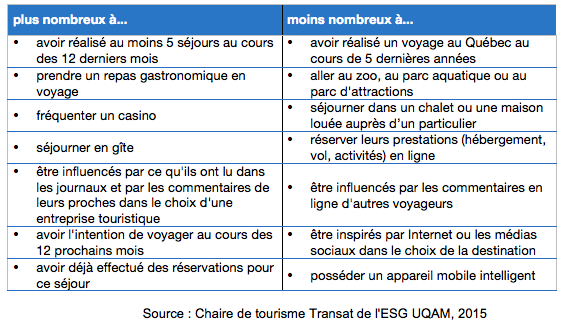 plus nombreux à...
moins nombreux à...
• avoir réalisé au moins 5 séjours au cours
des 12 derniers mois
• avoir réalisé un voyage au Québec au
cours de 5 dernières années
• prendre un repas gastronomique en
voyage
• aller au zoo, au parc aquatique ou au
parc d'attractions
• fréquenter un casino
• séjourner dans un chalet ou une maison
louée auprès d'un particulier
• séjourner en gîte
• réserver leurs prestations (hébergement,
vol, activités) en ligne
• être influencés par ce qu'ils ont lu dans
les journaux et par les commentaires de
leurs proches dans le choix d'une
entreprise touristique
• être influencés par les commentaires en
ligne d'autres voyageurs
• avoir l'intention de voyager au cours des
12 prochains mois
• être inspirés par Internet ou les médias
sociaux dans le choix de la destination
• avoir déjà effectué des réservations pour
ce séjour
• posséder un appareil mobile intelligent
Source : Chaire de tourisme Transat de l'ESG UQAM, 2015